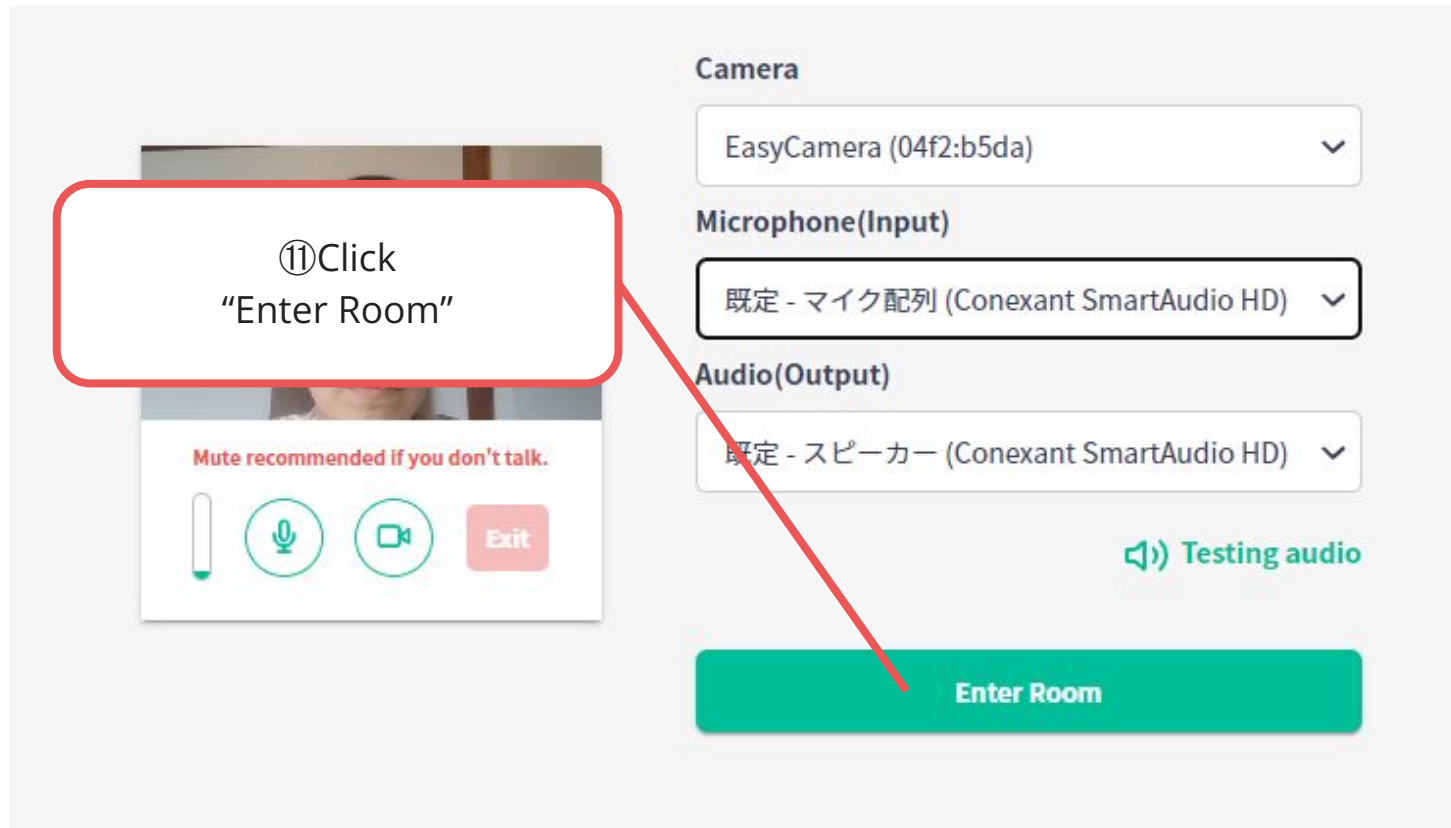 Camera
EasyCamera (04f2:b5da)
Microphone(Input)
⑪Click
“Enter Room”
既定 - マイク配列 (Conexant SmartAudio HD)
Audio(Output)
既定 - スピーカー (Conexant SmartAudio HD)
Mute recommended if you don't talk.
Exit
Testing audio
Enter Room